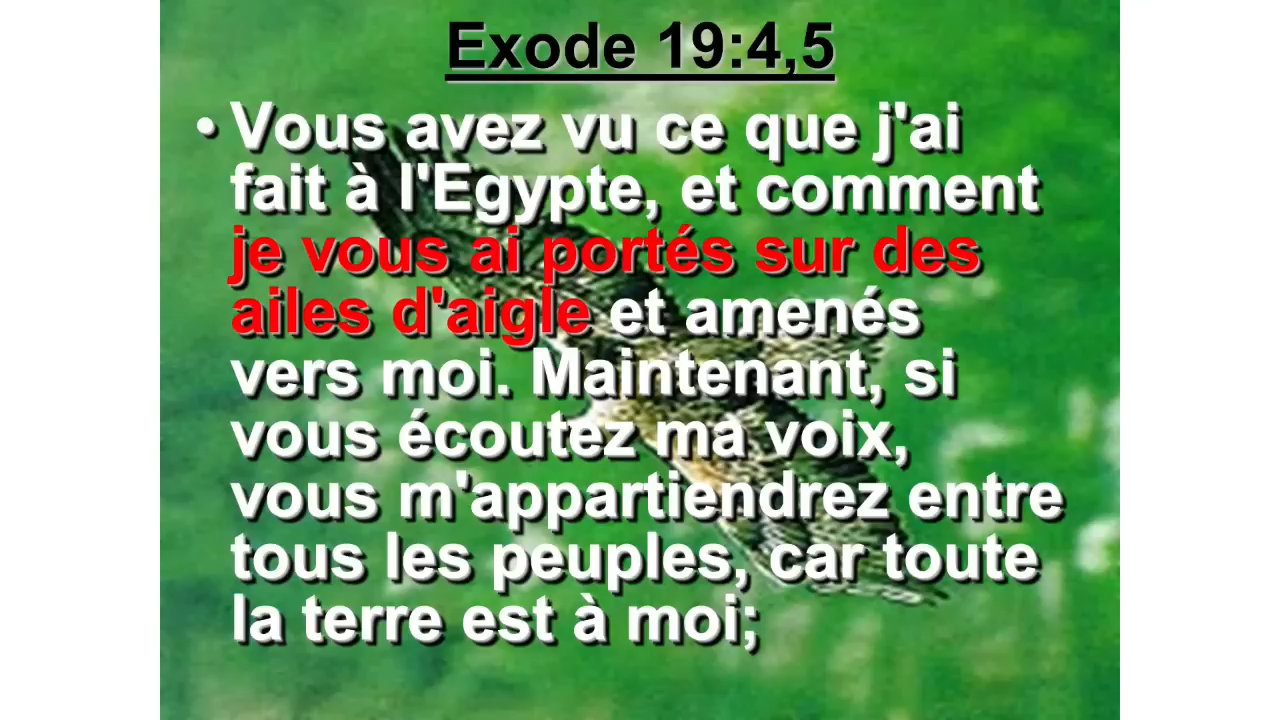 Exode 19:4,5
• Vous avez vu ce que j'ai
fait à l'Egypte, et comment
je vous ai portés sur des
ailes d'aigle et amenés
vers moi. Maintenant, si
vous écoutez ma voix,
vous m'appartiendrez entre
tous les peuples, car toute
la terre est à moi;